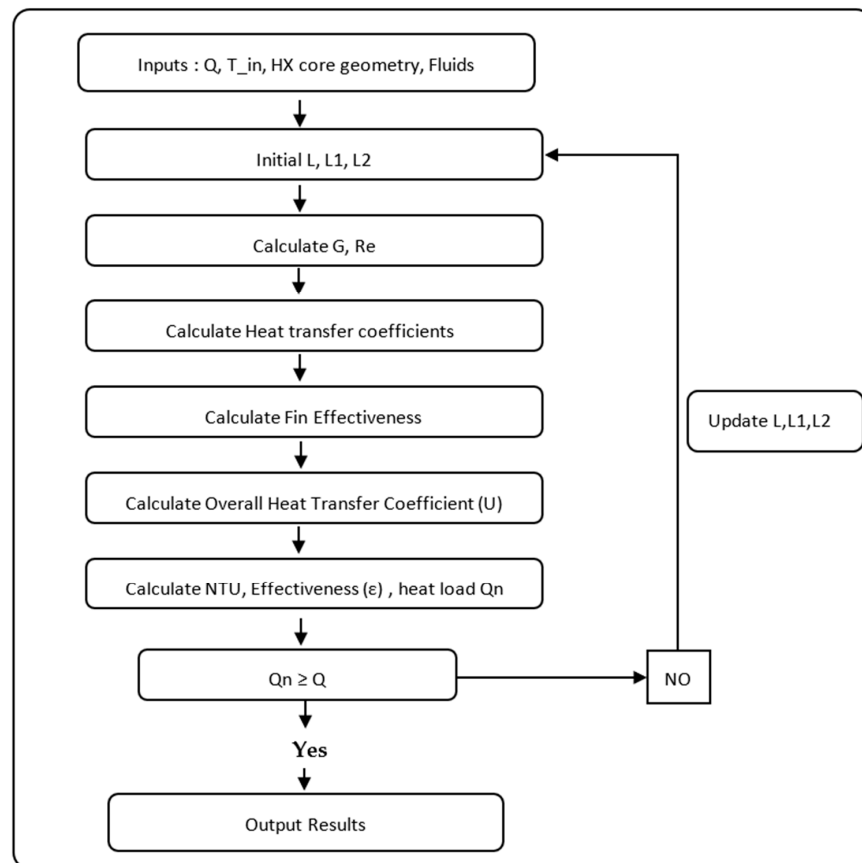 Inputs : Q, T_in, HX core geometry, Fluids
Initial L, L1, L2
Calculate G, Re
Calculate Heat transfer coefficients
Calculate Fin Effectiveness
Update L,L1,L2
Calculate Overall Heat Transfer Coefficient (U)
Calculate NTU, Effectiveness (ε) , heat load Qn
Qn ≥ Q
NO
Yes
Output Results